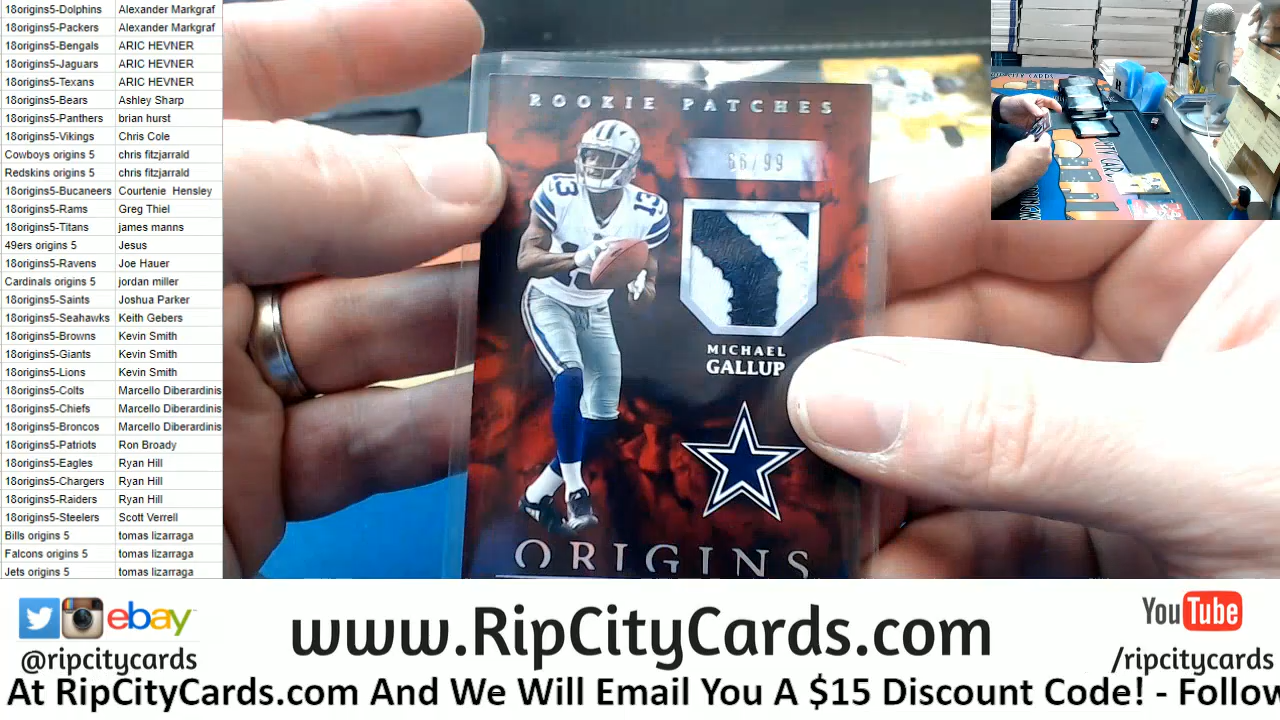 18origins5-Dolphins Alexander Markgraf
18origins5-Packers Alexander Markgraf
18origins5-Bengals ARIC HEVNER
18origins5-Jaguars ARIC HEVNER
18origins5-Texans ARIC HEVNER
18origins5-Bears Ashley Sharp
18origins5-Panthers brian hurst
18origins5-Vikings Chris Cole
Cowboys origins 5 chris fitzjarrald
Redskins origins 5 chris fitzjarrald
18origins5-Bucaneers Courtenie Hensley
18origins5-Rams Greg Thiel
18origins5-Titans james manns
49ers origins 5 Jesus
18origins5-Ravens Joe Hauer
Cardinals origins 5 jordan miller
18origins5-Saints Joshua Parker
18origins5-Seahawks Keith Gebers
18origins5-Browns Kevin Smith
18origins5-Giants Kevin Smith
18origins5-Lions Kevin Smith
18origins5-Colts Marcello Diberardinis
18origins5-Chiefs Marcello Diberardinis
18origins5-Broncos Marcello Diberardinis
18origins5-Patriots Ron Broady
18origins5-Eagles Ryan Hill
18origins5-Chargers Ryan Hill
18origins5-Raiders Ryan Hill
18origins5-Steelers Scott Verrell
Bills origins 5 tomas lizarraga
Falcons origins 5 tomas lizarraga
Jets origins 5 tomas lizarraga
ROOKIE PATCHES
66/99
13
13
MICHAEL
GALLUP
ORIGINS
ebay
@ripcitycards
www.RipCityCards.com
YouTube
/ripcitycards
At RipCityCards.com And We Will Email You A $15 Discount Code! - Follow